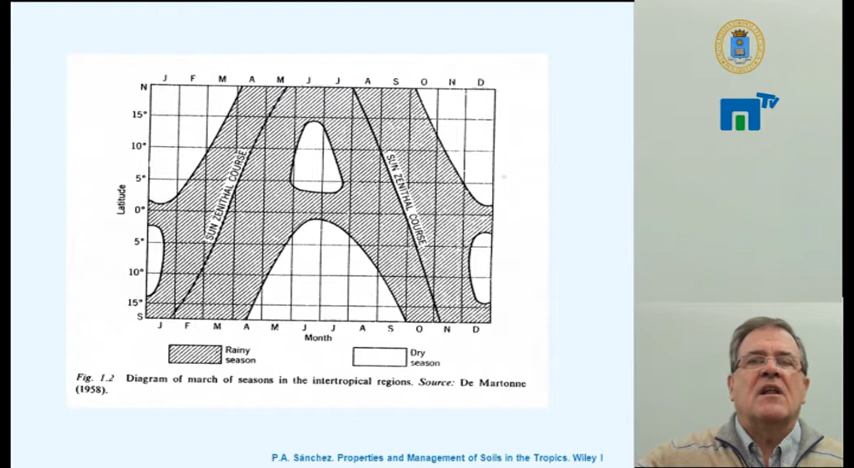 J F M A M J J A S O N D
N
15°
10°
5°
0°
5°
10°
15°
S
Latitude
SUN ZENITHAL COURSE
SUN ZENITHAL COURSE
J F M A M J J A S O N D
Month
Rainy season
Dry season
Fig. 1.2 Diagram of march of seasons in the intertropical regions. Source: De Martonne
(1958).
P.A. Sánchez. Properties and Management of Soils in the Tropics. Wiley I
TV